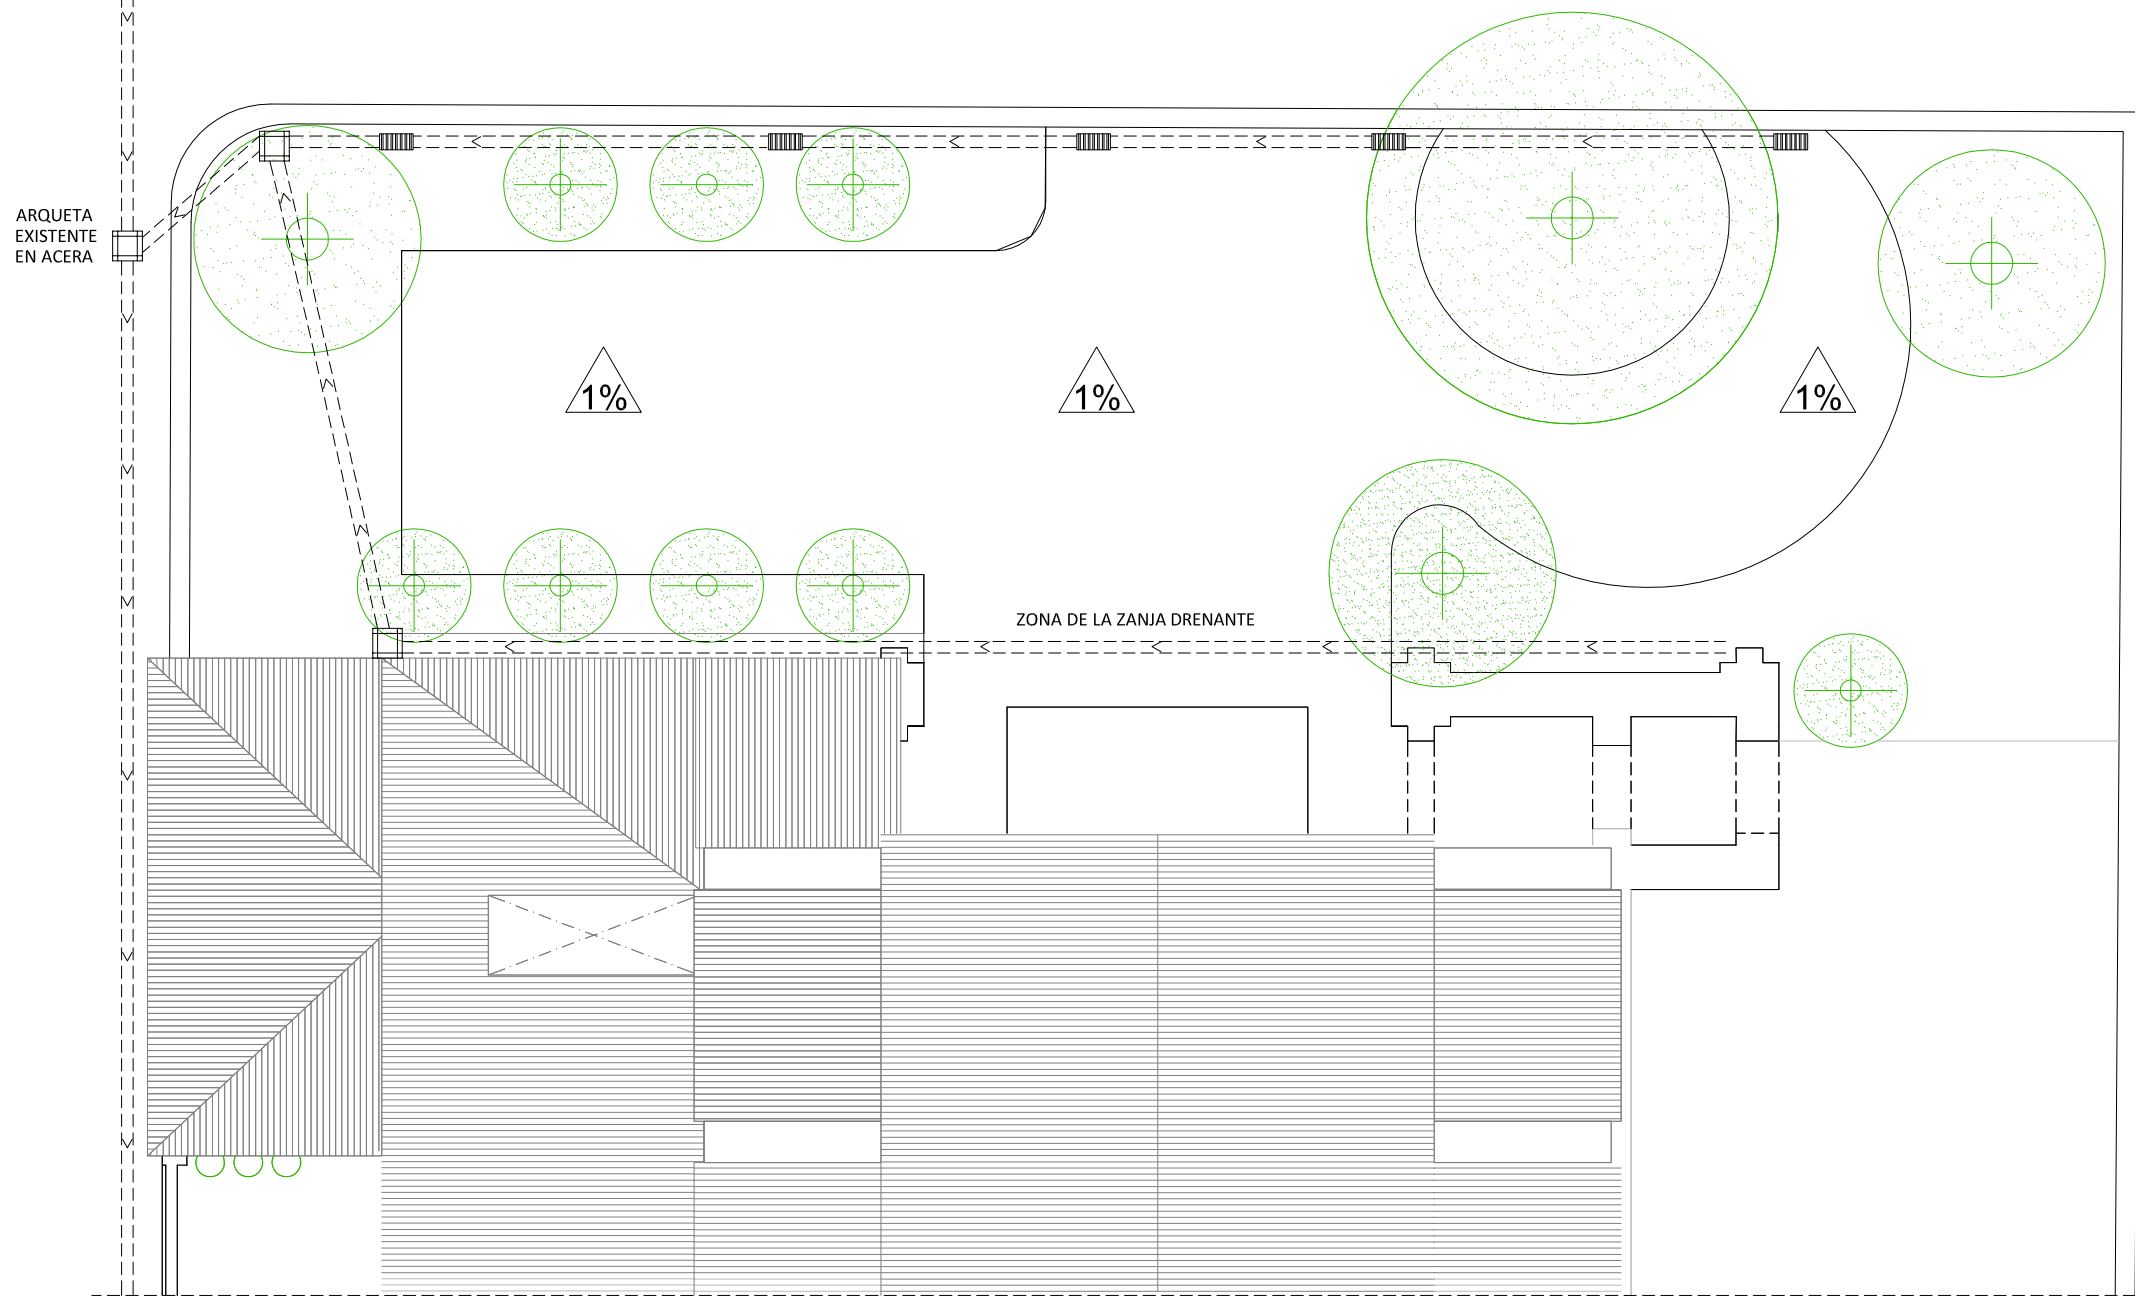 ARQUETA
EXISTENTE
EN ACERA
1%
1%
1%
ZONA DE LA ZANJA DRENANTE